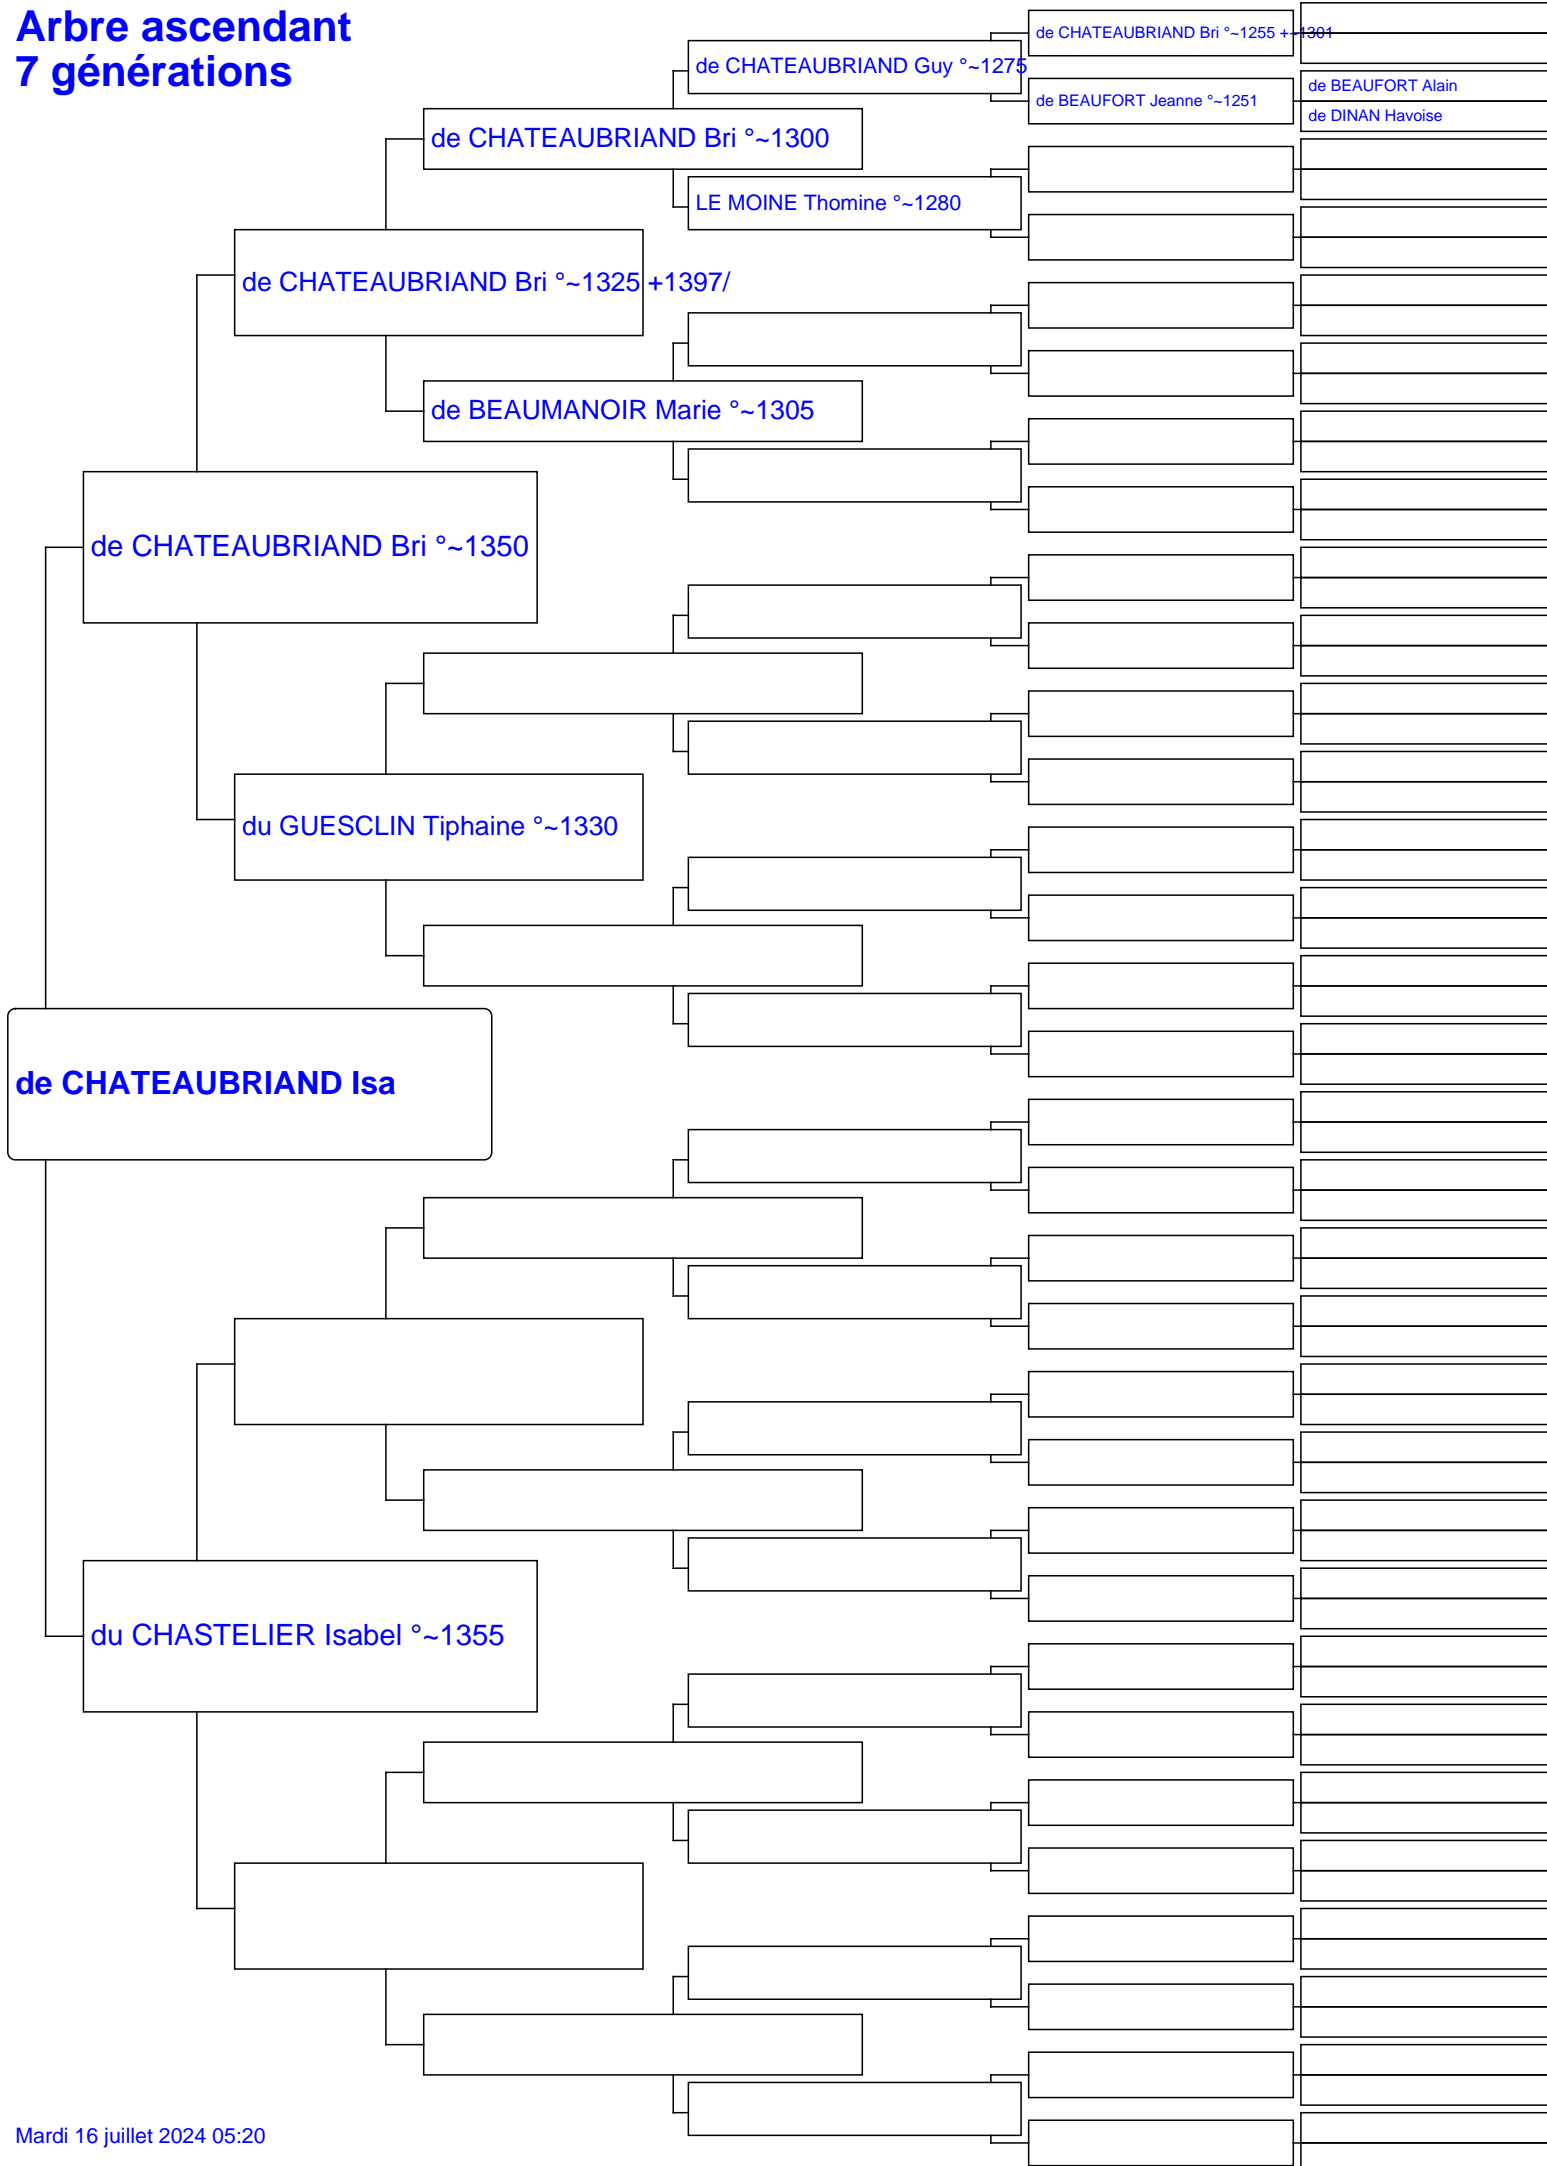 Arbre ascendant
7 générations
de CHATEAUBRIAND Bri °~1255 +~1301
de CHATEAUBRIAND Guy °~1275
de BEAUFORT Alain
de BEAUFORT Jeanne °~1251
de DINAN Havoise
de CHATEAUBRIAND Bri °~1300
LE MOINE Thomine °~1280
de CHATEAUBRIAND Bri °~1325 +1397/
de BEAUMANOIR Marie °~1305
de CHATEAUBRIAND Bri °~1350
du GUESCLIN Tiphaine °~1330
de CHATEAUBRIAND Isa
du CHASTELIER Isabel °~1355
Mardi 16 juillet 2024 05:20